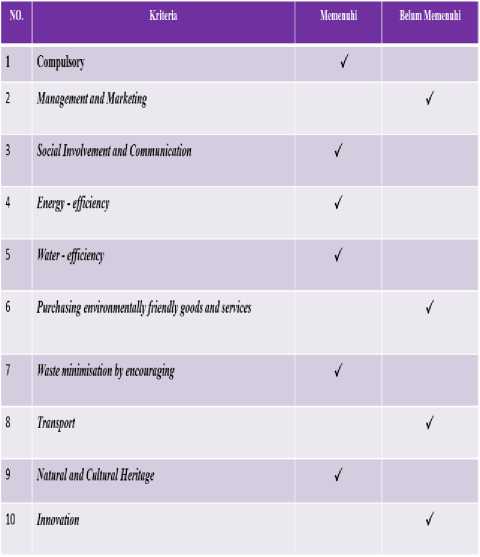 NO. Kriteria Memenuhi Belum Memenuhi
1 Compulsory √
2 Management and Marketing √
3 Social Involvement and Communication √
4 Energy - efficiency √
5 Water - efficiency √
6 Purchasing environmentally friendly goods and services √
7 Waste minimisation by encouraging √
8 Transport √
9 Natural and Cultural Heritage √
10 Innovation √